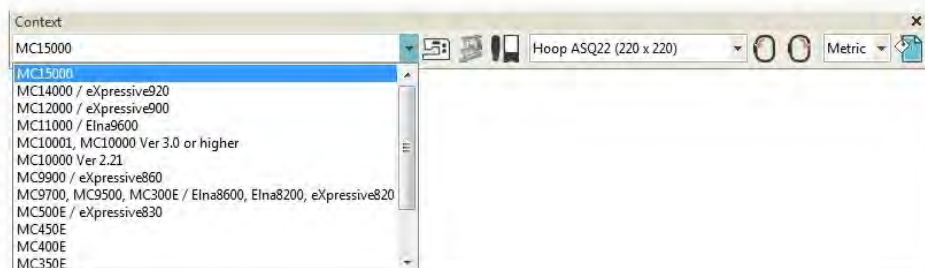 Context
MC15000
Hoop ASQ22 (220 x 220)
Metric
MC15000
MC14000 / eXpressive920
MC12000 / eXpressive900
MC11000 / Elna9600
MC10001, MC10000 Ver 3.0 or higher
MC10000 Ver 2.21
MC9900 / eXpressive860
MC9700, MC9500, MC300E / Elna8600, Elna8200, eXpressive820
MC500E / eXpressive830
MC450E
MC400E
MC350E